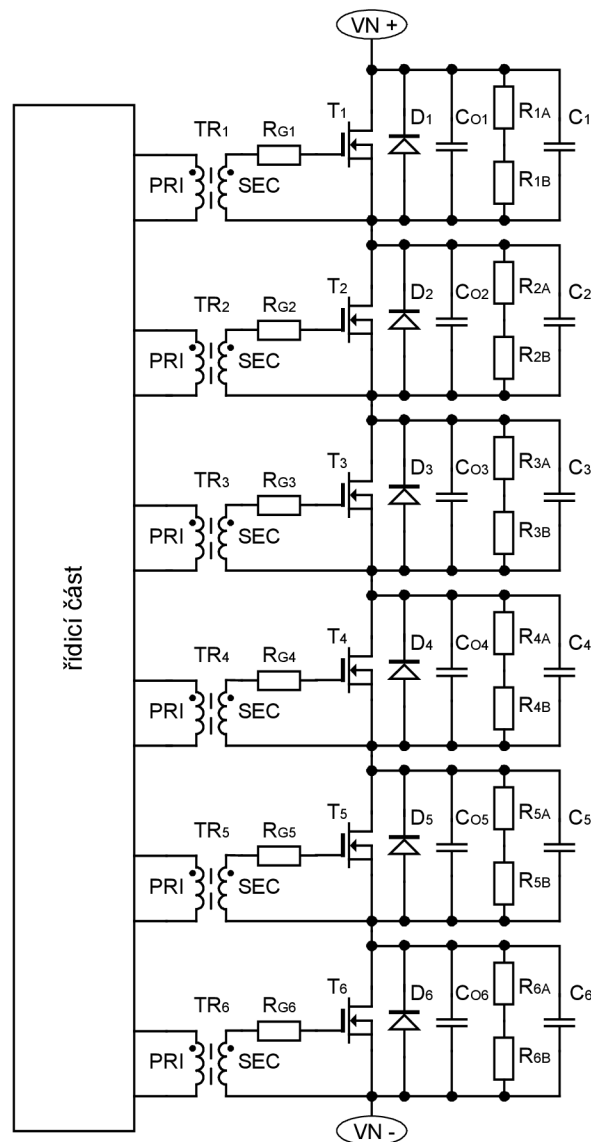 VN +
řídicí část
TR1 RG1 T1 D1 CO1 R1A C1
PRI SEC R1B
TR2 RG2 T2 D2 CO2 R2A C2
PRI SEC R2B
TR3 RG3 T3 D3 CO3 R3A C3
PRI SEC R3B
TR4 RG4 T4 D4 CO4 R4A C4
PRI SEC R4B
TR5 RG5 T5 D5 CO5 R5A C5
PRI SEC R5B
TR6 RG6 T6 D6 CO6 R6A C6
PRI SEC R6B
VN -